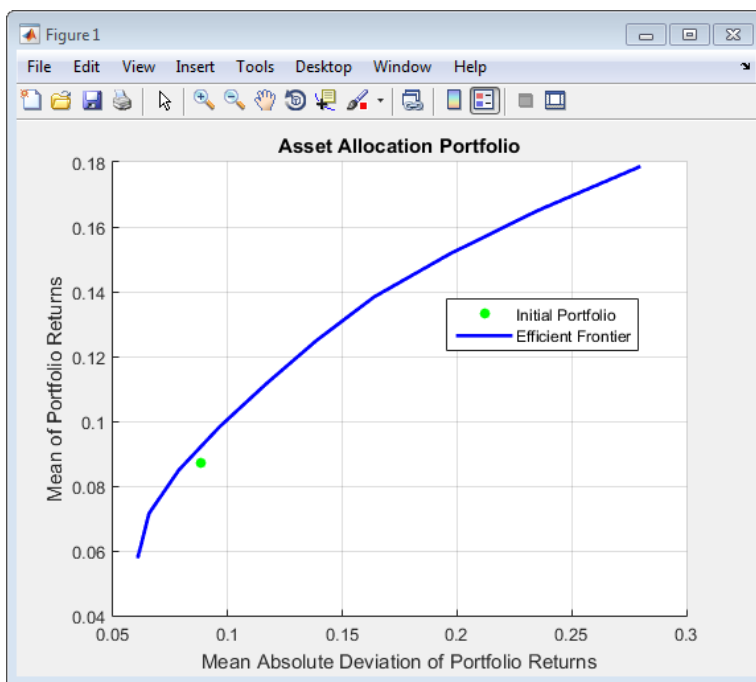 Figure 1
File Edit View Insert Tools Desktop Window Help
Asset Allocation Portfolio
0.18
0.16
0.14
0.12
0.1
0.08
0.06
0.04
Mean of Portfolio Returns
Initial Portfolio
Efficient Frontier
0.05 0.1 0.15 0.2 0.25 0.3
Mean Absolute Deviation of Portfolio Returns